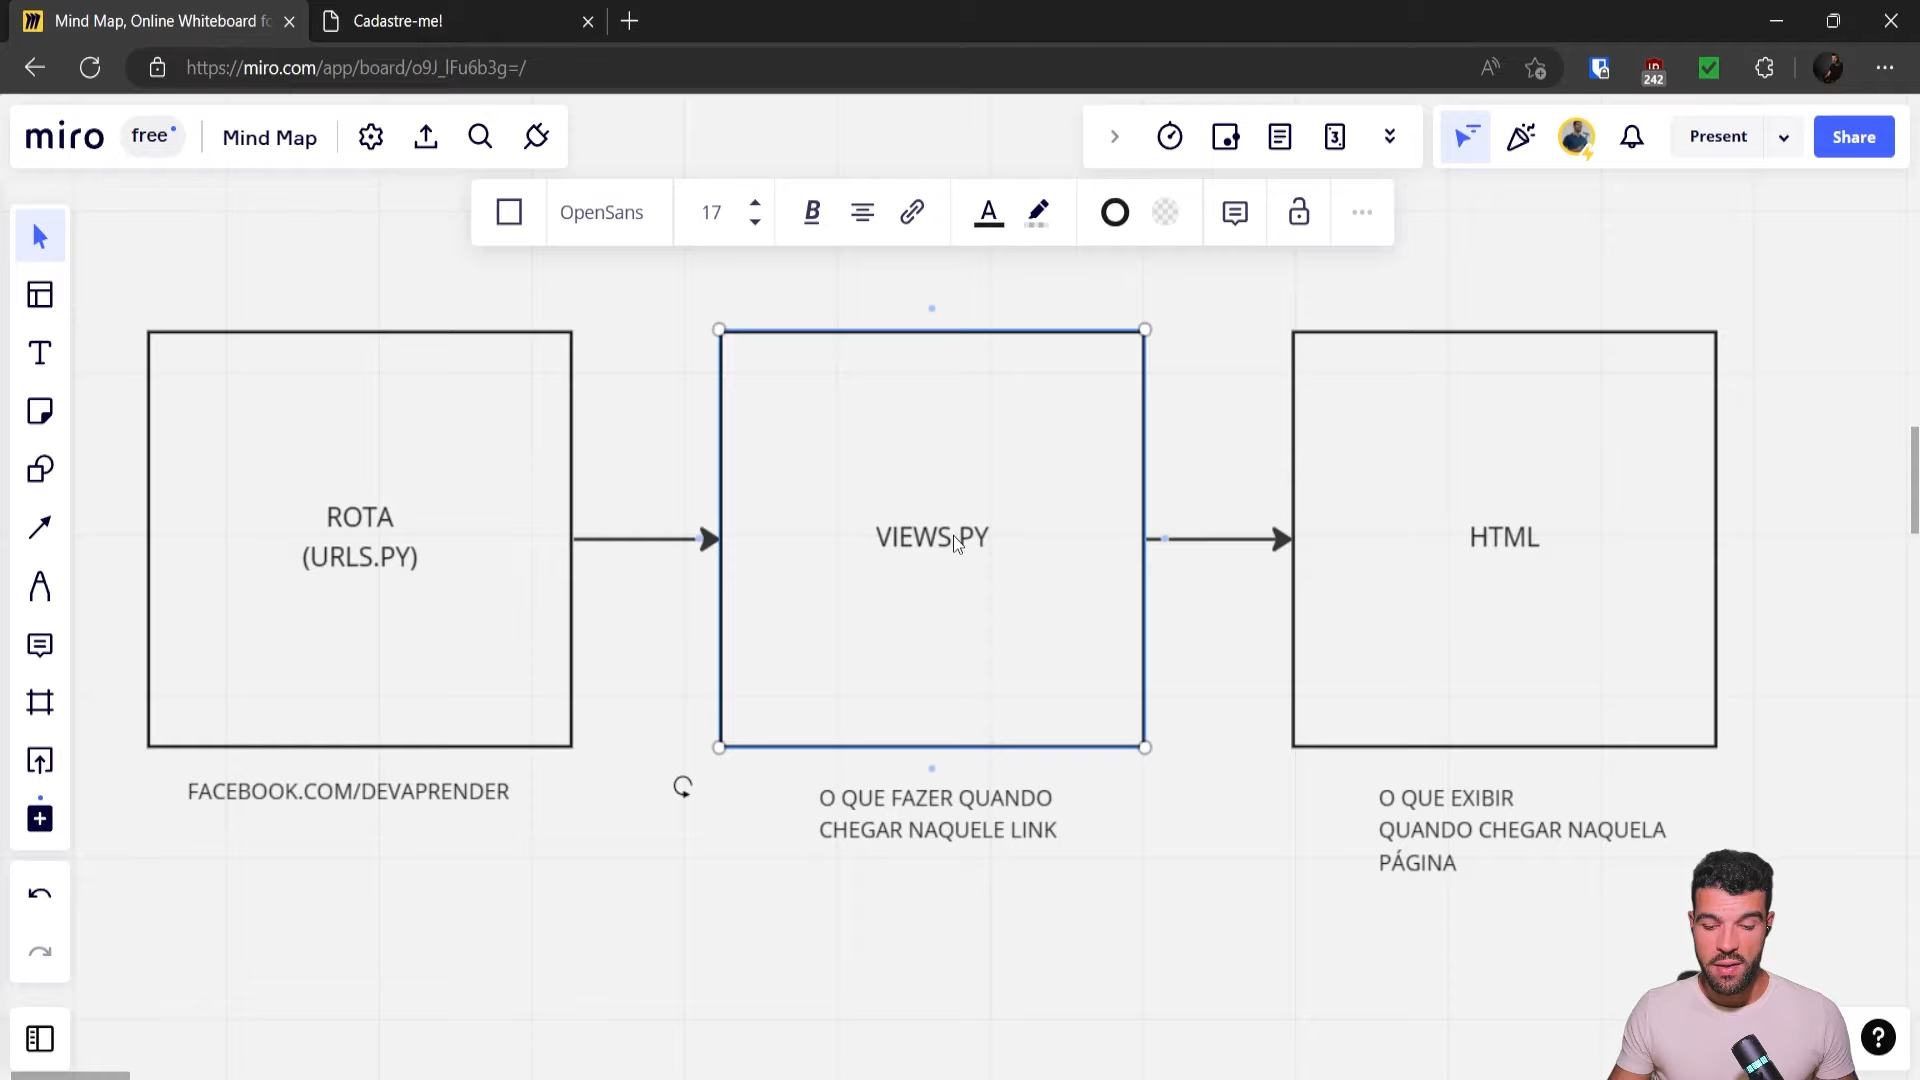 Mind Map, Online Whiteboard fo
Cadastre-me!
https://miro.com/app/board/o9J_lFu6b3g=/
242
miro
free
Mind Map
3
Present
Share
OpenSans
17
B
A
ROTA
(URLS.PY)
VIEWS.PY
HTML
FACEBOOK.COM/DEVAPRENDER
O QUE FAZER QUANDO
CHEGAR NAQUELE LINK
O QUE EXIBIR
QUANDO CHEGAR NAQUELA
PÁGINA
?